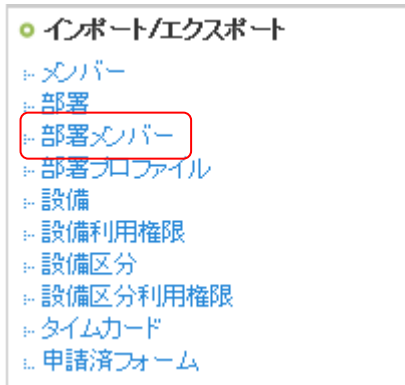 インポート/エクスポート
メンバー
部署
部署メンバー
部署プロファイル
設備
設備利用権限
設備区分
設備区分利用権限
タイムカード
申請済フォーム